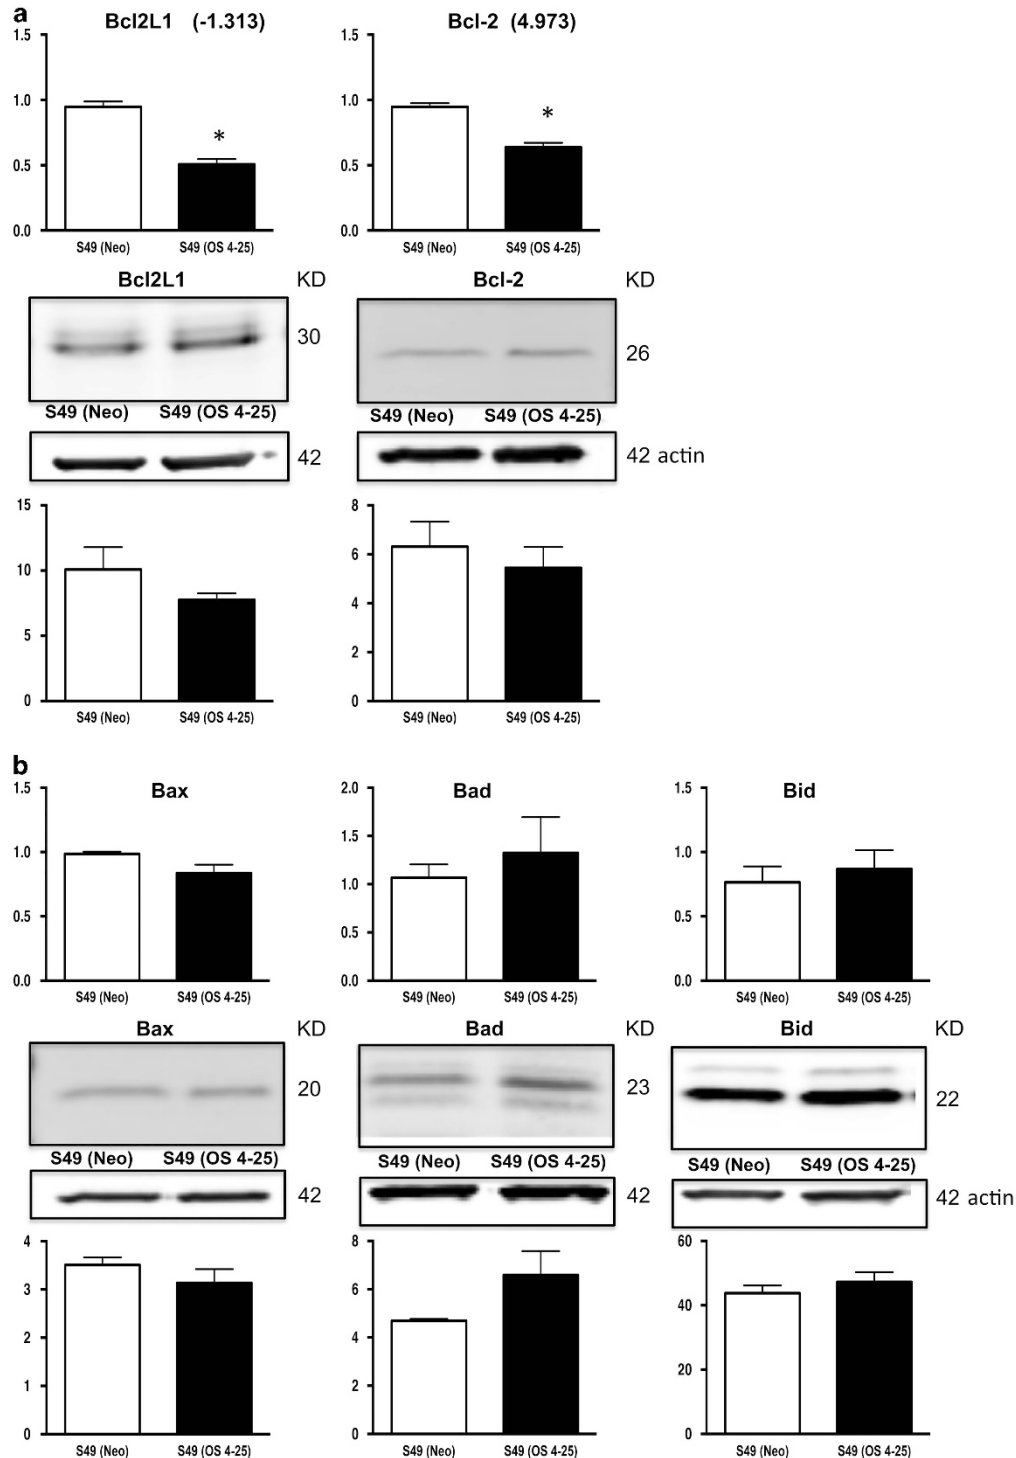 a
Bcl2L1 (-1.313)
Bcl-2 (4.973)
1.5
1.0
0.5
0.0
*
S49 (Neo) S49 (OS 4-25)
1.5
1.0
0.5
0.0
*
S49 (Neo) S49 (OS 4-25)
Bcl2L1 KD
30
S49 (Neo) S49 (OS 4-25)
42
Bcl-2 KD
26
S49 (Neo) S49 (OS 4-25)
42 actin
15
10
5
0
S49 (Neo) S49 (OS 4-25)
8
6
4
2
0
S49 (Neo) S49 (OS 4-25)
b
Bax
1.5
1.0
0.5
0.0
S49 (Neo) S49 (OS 4-25)
Bad
2.0
1.5
1.0
0.5
0.0
S49 (Neo) S49 (OS 4-25)
Bid
1.5
1.0
0.5
0.0
S49 (Neo) S49 (OS 4-25)
Bax KD
20
S49 (Neo) S49 (OS 4-25)
42
Bad KD
23
S49 (Neo) S49 (OS 4-25)
42
Bid KD
22
S49 (Neo) S49 (OS 4-25)
42 actin
4
3
2
1
0
S49 (Neo) S49 (OS 4-25)
8
6
4
2
0
S49 (Neo) S49 (OS 4-25)
60
40
20
0
S49 (Neo) S49 (OS 4-25)